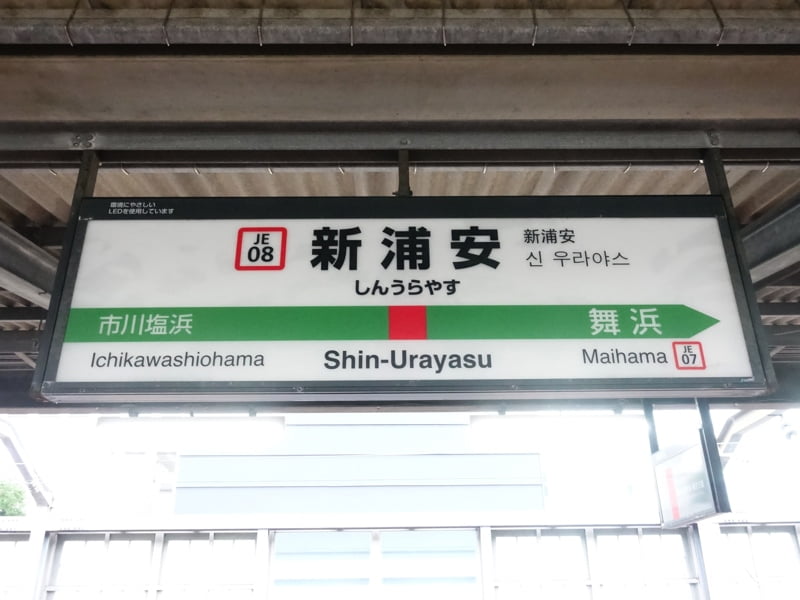 環境にやさしい
LEDを使用しています
JE
08
新浦安
新浦安
신 우라야스
しんうらやす
市川塩浜
舞浜
Ichikawashiohama
Shin-Urayasu
Maihama
JE
07